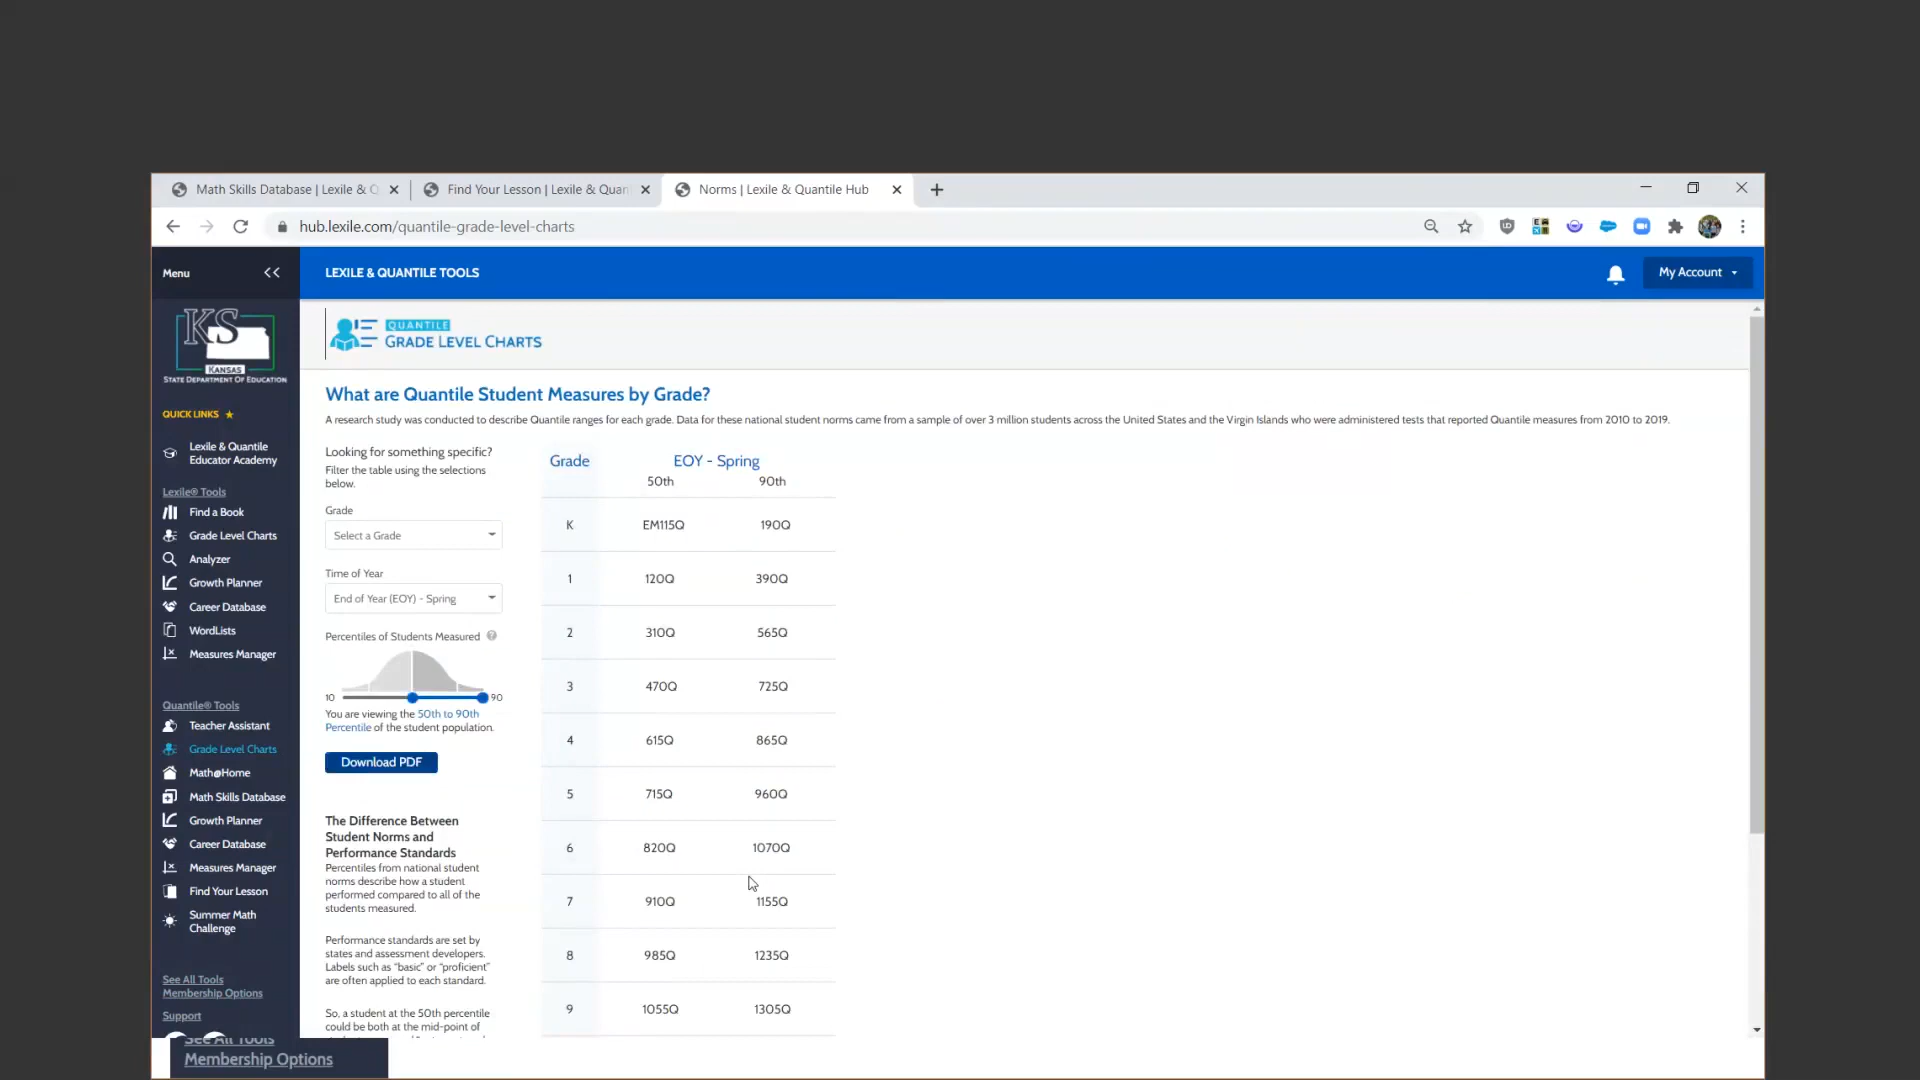 Math Skills Database | Lexile & Q
Find Your Lesson | Lexile & Quan
Norms | Lexile & Quantile Hub
hub.lexile.com/quantile-grade-level-charts
Menu
LEXILE & QUANTILE TOOLS
My Account
KS
KANSAS
STATE DEPARTMENT OF EDUCATION
QUICK LINKS
Lexile & Quantile
Educator Academy
Lexile® Tools
Find a Book
Grade Level Charts
Analyzer
Growth Planner
Career Database
WordLists
Measures Manager
Quantile® Tools
Teacher Assistant
Grade Level Charts
Math@Home
Math Skills Database
Growth Planner
Career Database
Measures Manager
Find Your Lesson
Summer Math
Challenge
See All Tools
Membership Options
Support
See All Tools
Membership Options
QUANTILE
GRADE LEVEL CHARTS
What are Quantile Student Measures by Grade?
A research study was conducted to describe Quantile ranges for each grade. Data for these national student norms came from a sample of over 3 million students across the United States and the Virgin Islands who were administered tests that reported Quantile measures from 2010 to 2019.
Looking for something specific?
Filter the table using the selections
below.
Grade
Select a Grade
Time of Year
End of Year (EOY) - Spring
Percentiles of Students Measured
10 90
You are viewing the 50th to 90th
Percentile of the student population.
Download PDF
The Difference Between
Student Norms and
Performance Standards
Percentiles from national student
norms describe how a student
performed compared to all of the
students measured.
Performance standards are set by
states and assessment developers.
Labels such as "basic" or "proficient"
are often applied to each standard.
So, a student at the 50th percentile
could be both at the mid-point of
Grade EOY - Spring
50th 90th
K EM115Q 190Q
1 120Q 390Q
2 310Q 565Q
3 470Q 725Q
4 615Q 865Q
5 715Q 960Q
6 820Q 1070Q
7 910Q 1155Q
8 985Q 1235Q
9 1055Q 1305Q